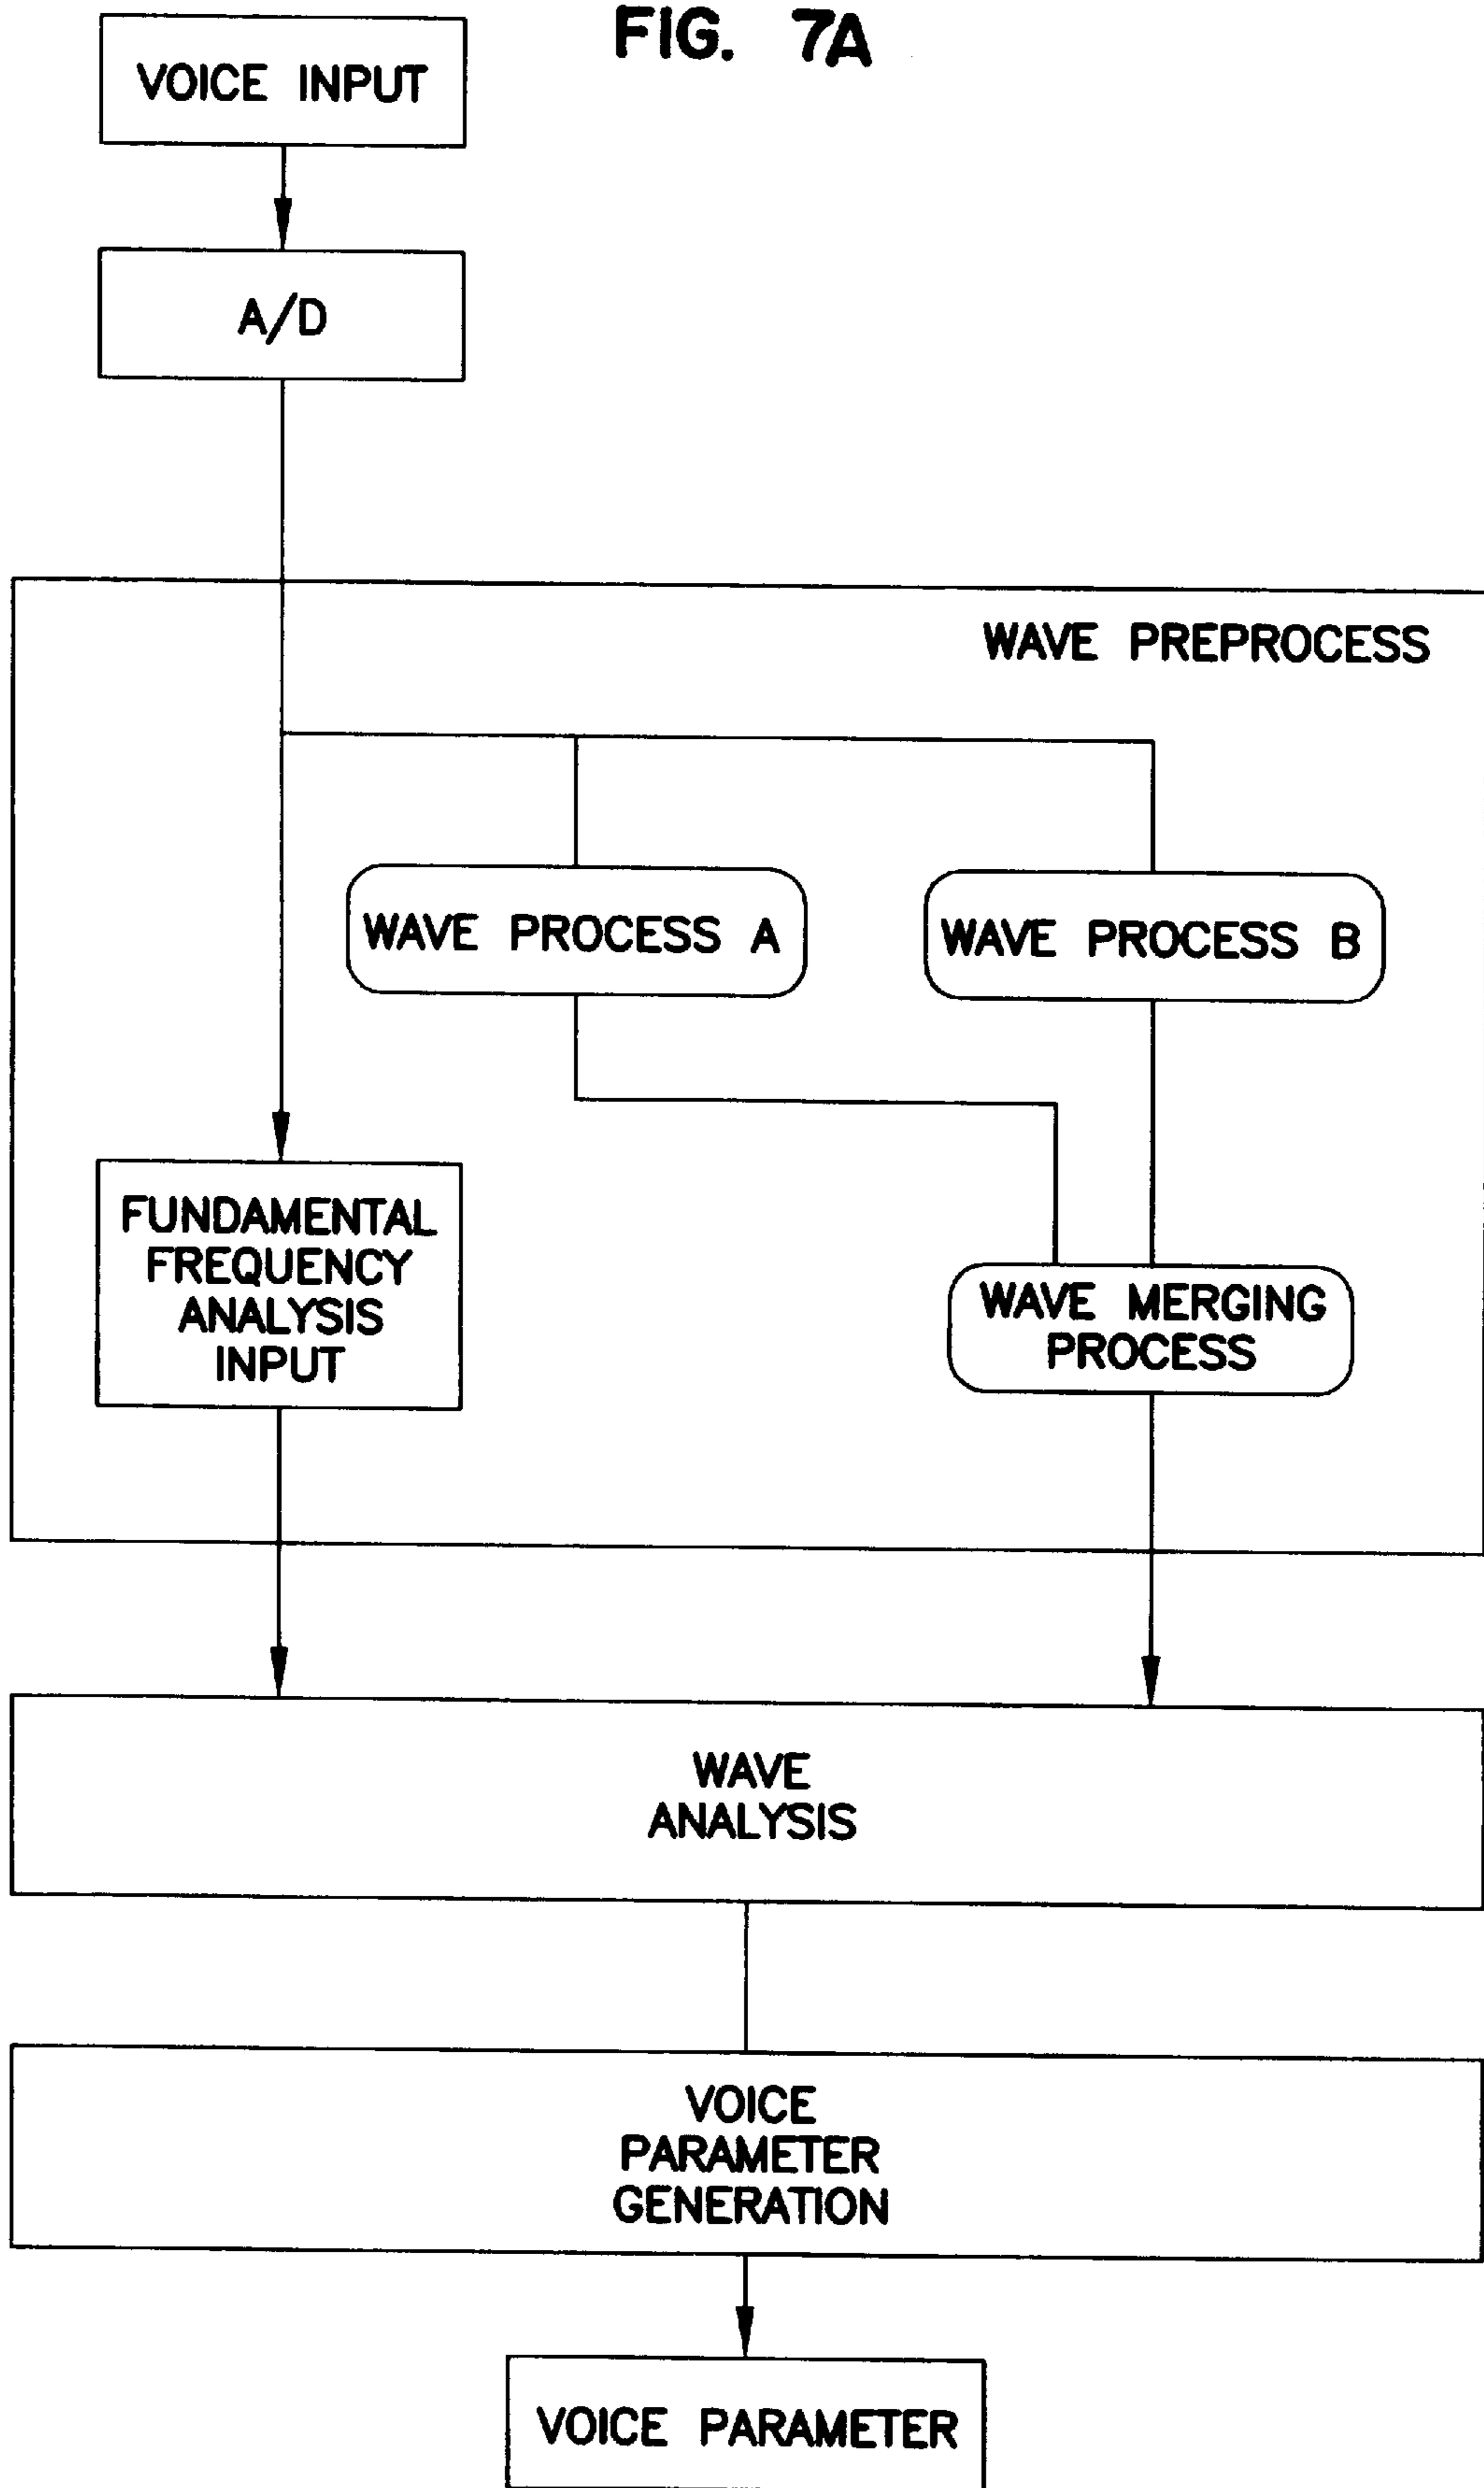 FIG. 7A
VOICE INPUT
A/D
WAVE PREPROCESS
WAVE PROCESS A
WAVE PROCESS B
FUNDAMENTAL
FREQUENCY
ANALYSIS
INPUT
WAVE MERGING
PROCESS
WAVE
ANALYSIS
VOICE
PARAMETER
GENERATION
VOICE PARAMETER